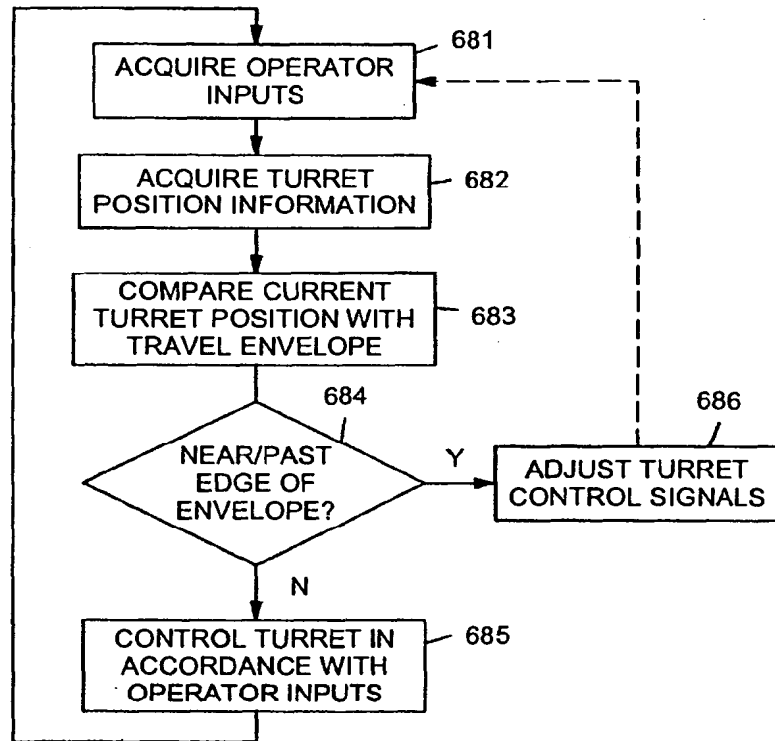 681
ACQUIRE OPERATOR
INPUTS
ACQUIRE TURRET
POSITION INFORMATION
682
COMPARE CURRENT
TURRET POSITION WITH
TRAVEL ENVELOPE
683
684
NEAR/PAST
EDGE OF
ENVELOPE?
Y
686
ADJUST TURRET
CONTROL SIGNALS
N
CONTROL TURRET IN
ACCORDANCE WITH
OPERATOR INPUTS
685